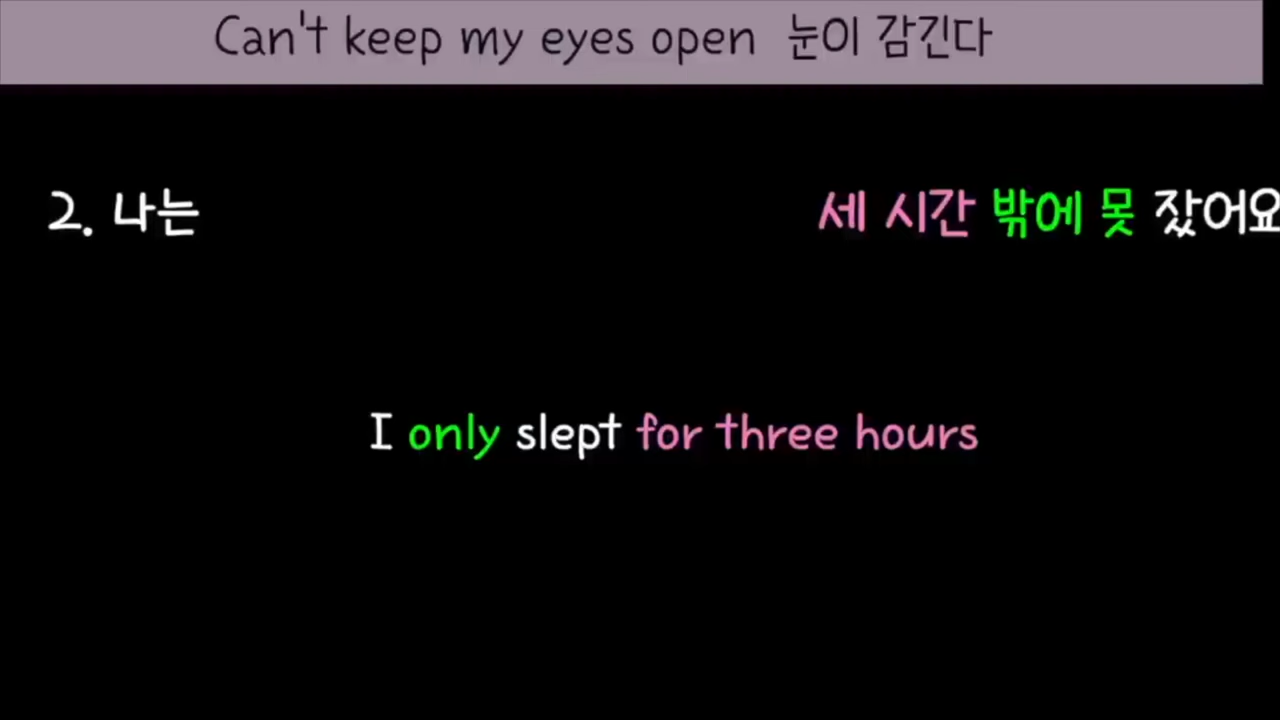 Can't keep my eyes open 눈이 감긴다
2. 나는 세 시간 밖에 못 잤어요
I only slept for three hours